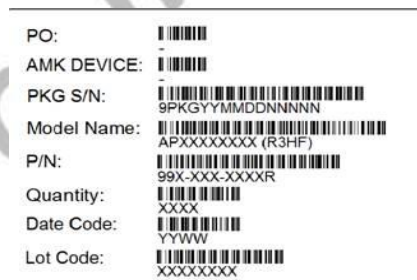 PO:
-
AMK DEVICE:
-
PKG S/N:
9PKGYYMMDDNNNNN
Model Name:
APXXXXXXXX (R3HF)
P/N:
99X-XXX-XXXXR
Quantity:
XXXX
Date Code:
YYWW
Lot Code:
XXXXXXXX